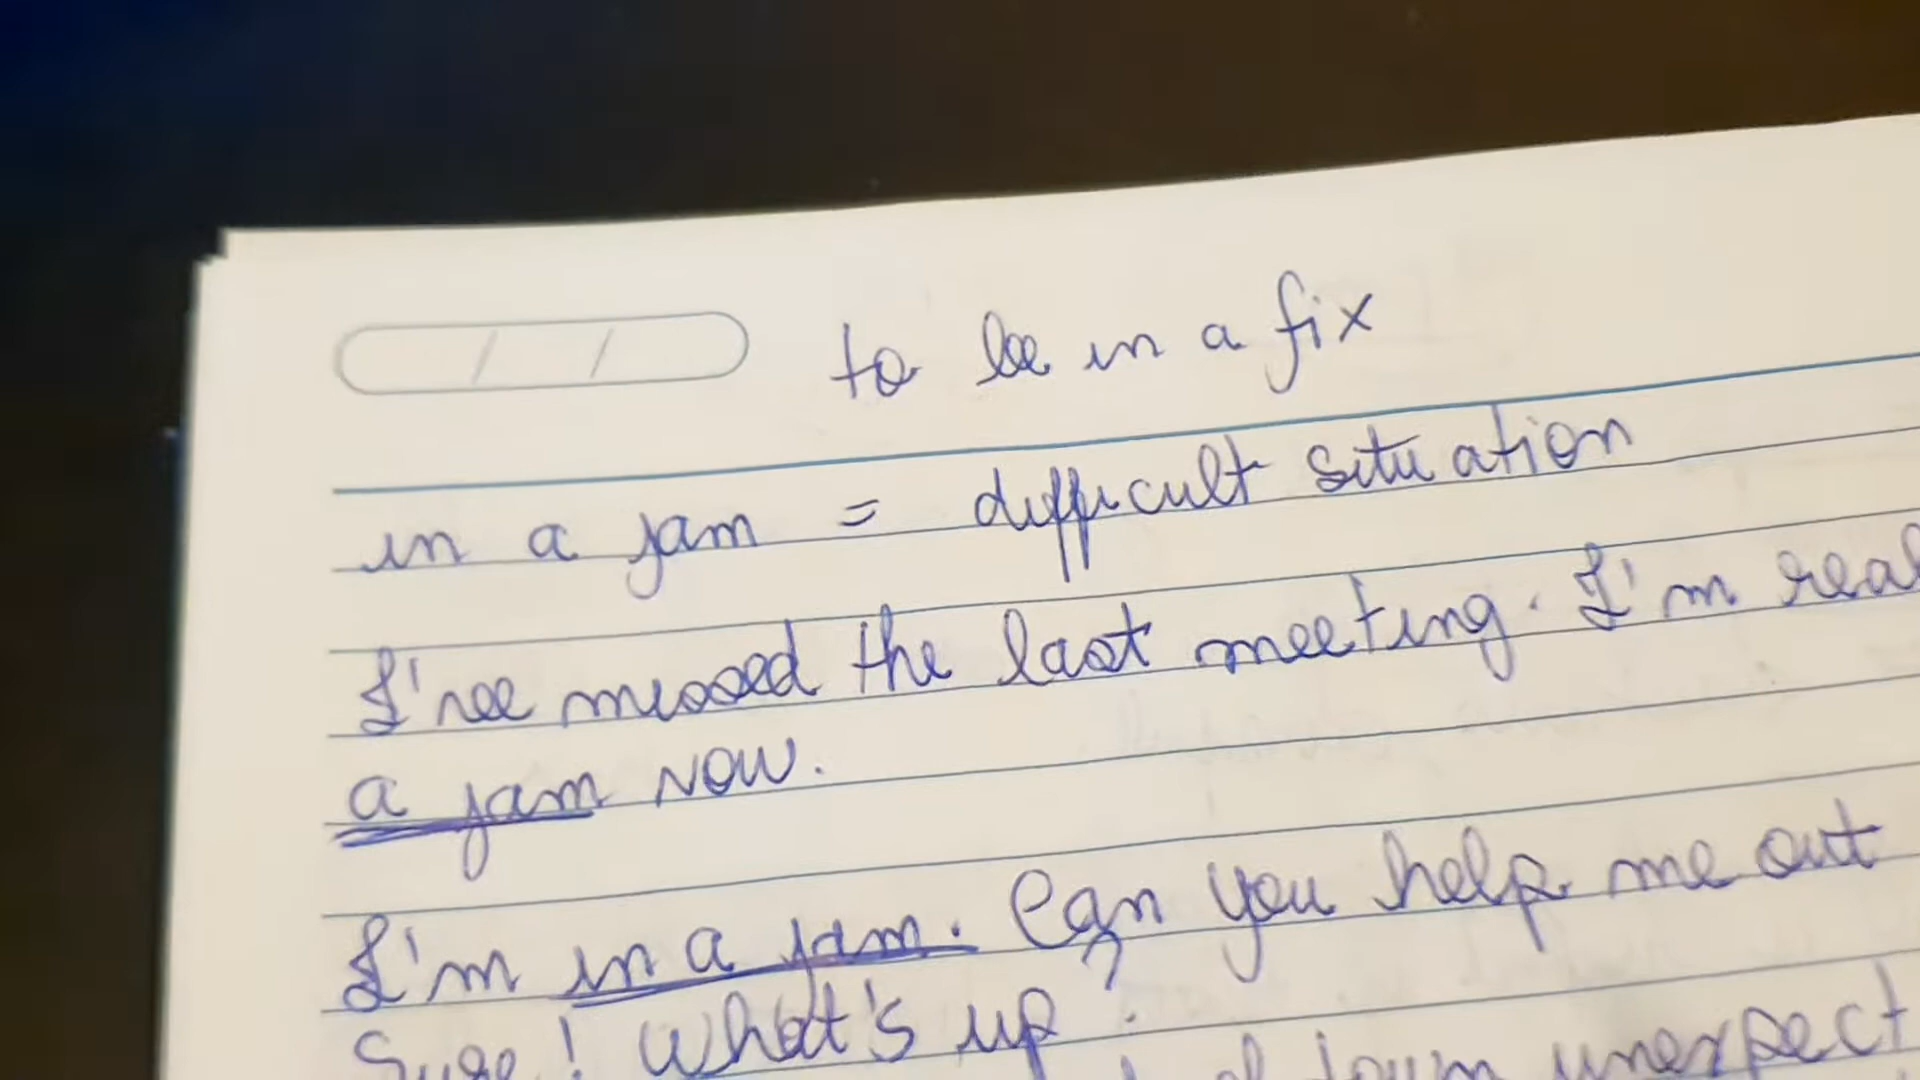 to be in a fix
in a jam = difficult situation
I've missed the last meeting. I'm
a jam now.
I'm in a jam. Can you help me out
Sure! What's up?
town